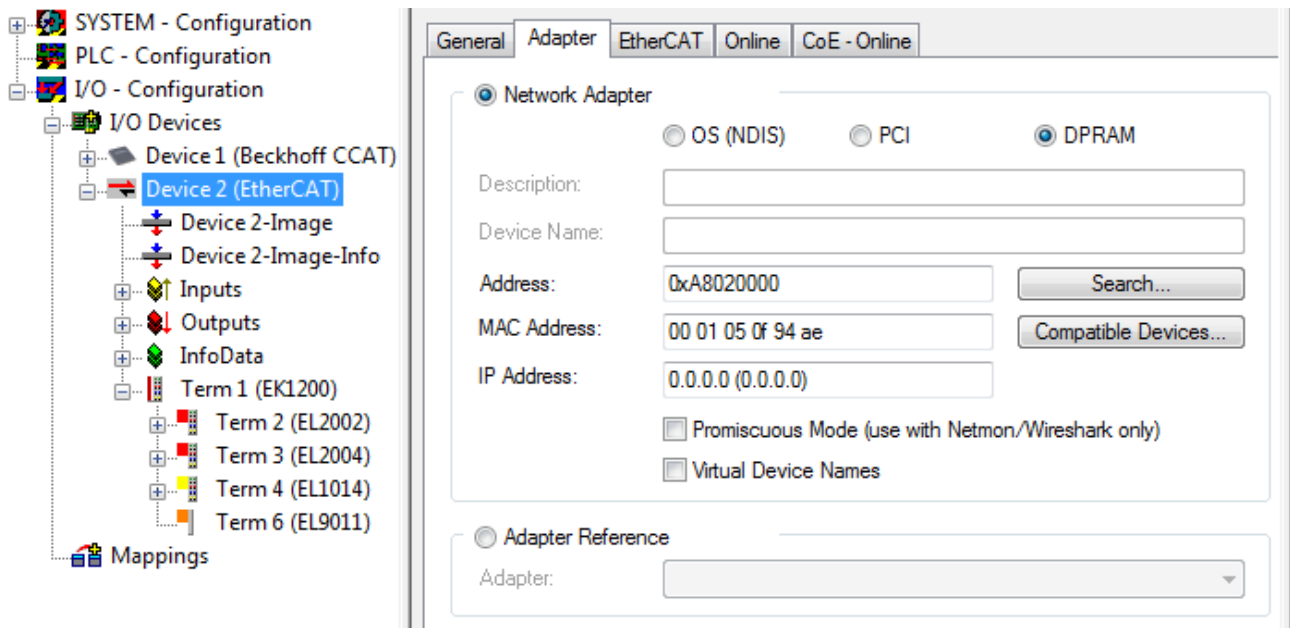 SYSTEM - Configuration
PLC - Configuration
I/O - Configuration
I/O Devices
Device 1 (Beckhoff CCAT)
Device 2 (EtherCAT)
Device 2-Image
Device 2-Image-Info
Inputs
Outputs
InfoData
Term 1 (EK1200)
Term 2 (EL2002)
Term 3 (EL2004)
Term 4 (EL1014)
Term 6 (EL9011)
Mappings
General Adapter EtherCAT Online CoE - Online
Network Adapter
OS (NDIS) PCI DPRAM
Description:
Device Name:
Address: 0xA8020000 Search...
MAC Address: 00 01 05 0f 94 ae Compatible Devices...
IP Address: 0.0.0.0 (0.0.0.0)
Promiscuous Mode (use with Netmon/Wireshark only)
Virtual Device Names
Adapter Reference
Adapter: